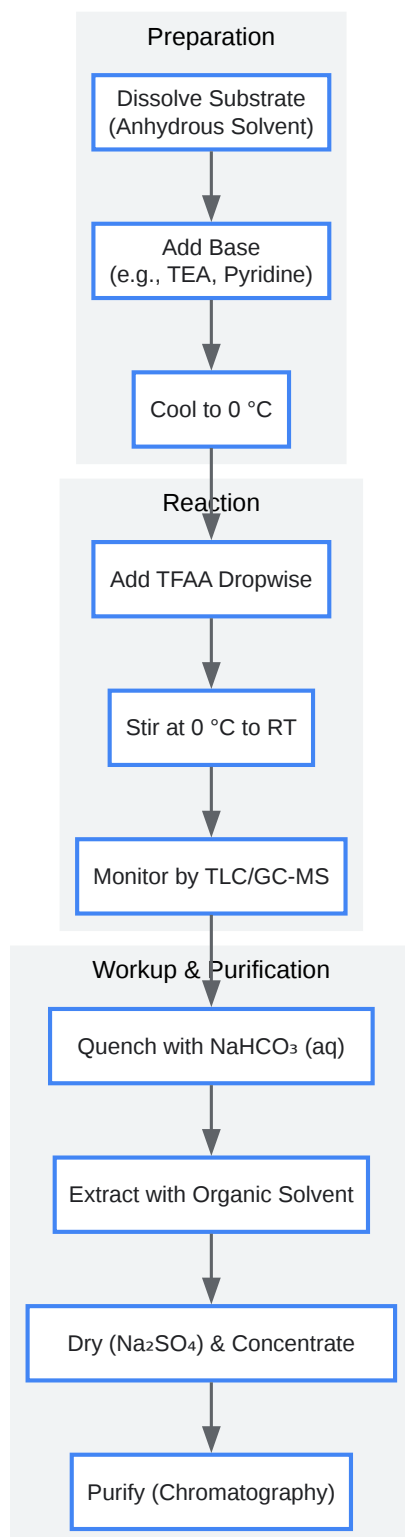 Preparation
Dissolve Substrate
(Anhydrous Solvent)
Add Base
(e.g., TEA, Pyridine)
Cool to 0 °C
Reaction
Add TFAA Dropwise
Stir at 0 °C to RT
Monitor by TLC/GC-MS
Workup & Purification
Quench with NaHCO₃ (aq)
Extract with Organic Solvent
Dry (Na₂SO₄) & Concentrate
Purify (Chromatography)